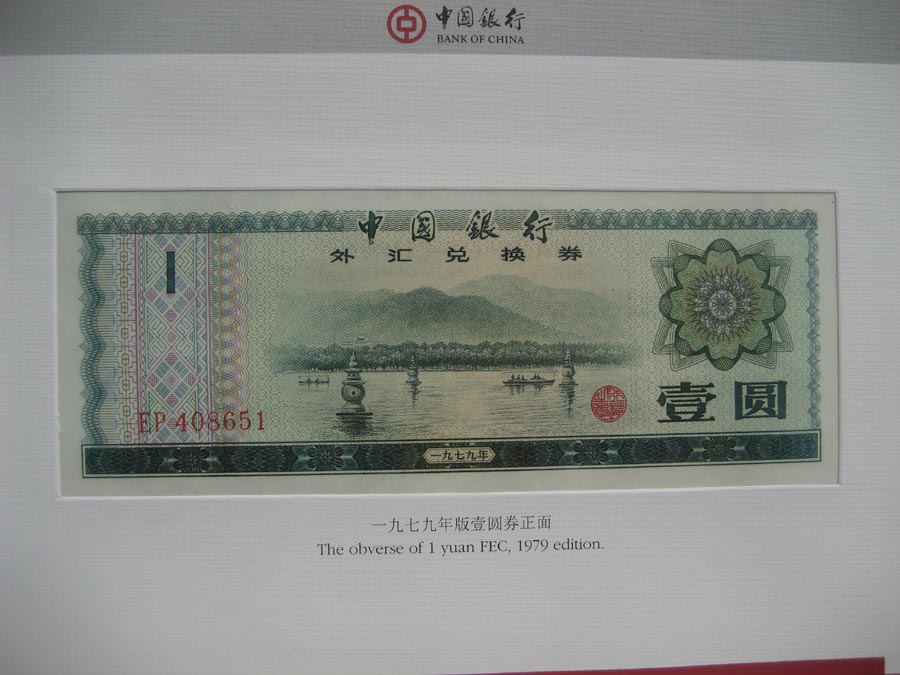 中国銀行
BANK OF CHINA
中国銀行
外汇兑换券
1
EP 408651
壹圆
一九七九年
一九七九年版壹圆券正面
The obverse of 1 yuan FEC, 1979 edition.